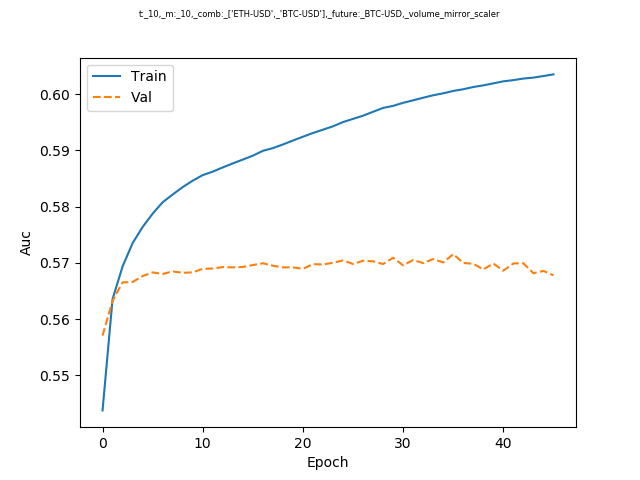 t:_10,_m:_10,_comb:_['ETH-USD',_'BTC-USD'],_future:_BTC-USD,_volume_mirror_scaler
Train
Val
0.60
0.59
0.58
0.57
0.56
0.55
Auc
0 10 20 30 40
Epoch